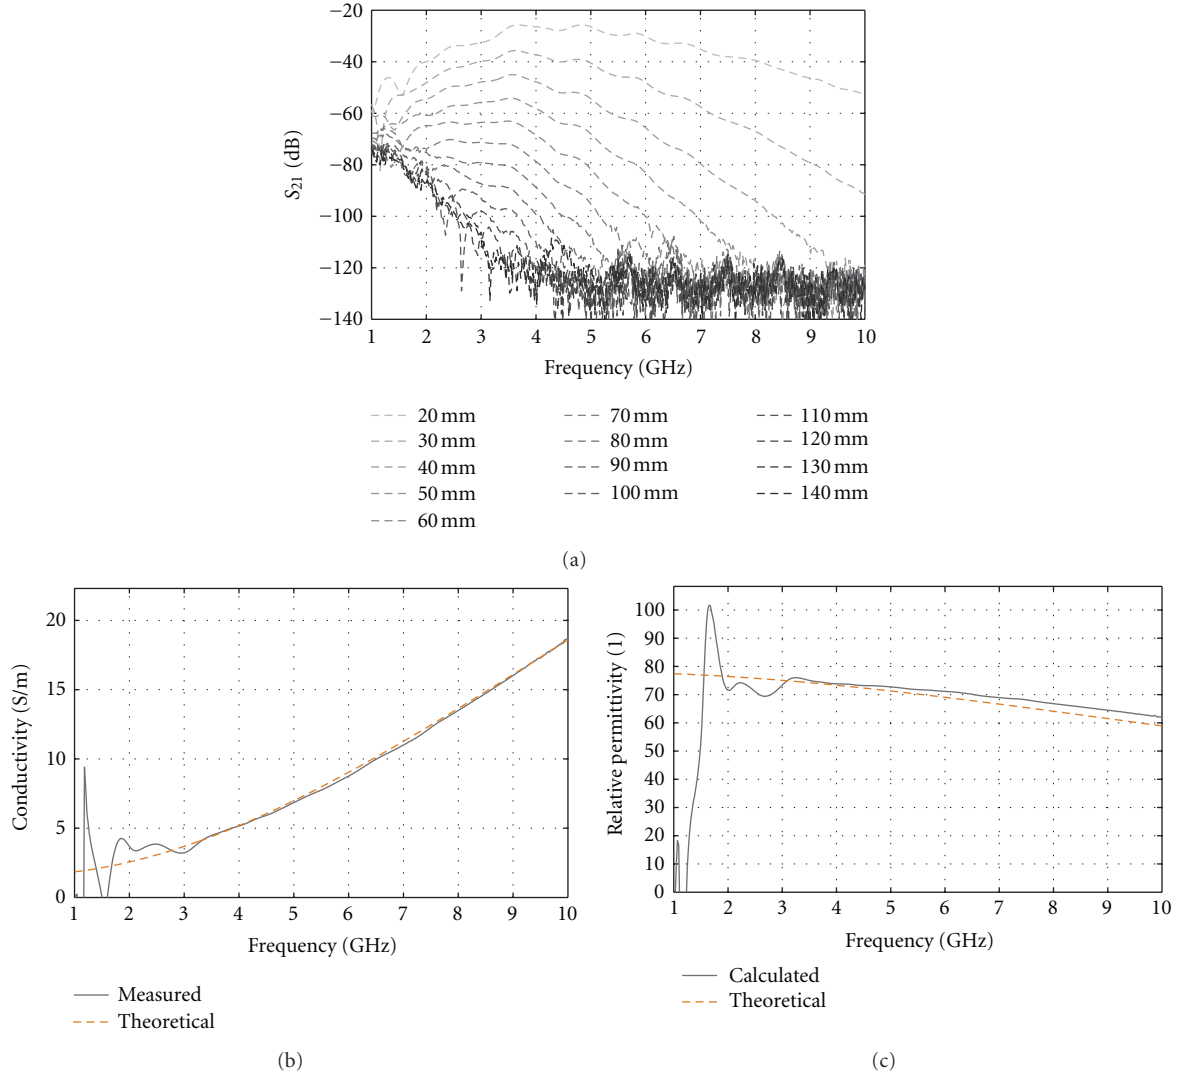 −20
−40
−60
−80
−100
−120
−140
S21 (dB)
1 2 3 4 5 6 7 8 9 10
Frequency (GHz)
20 mm
30 mm
40 mm
50 mm
60 mm
70 mm
80 mm
90 mm
100 mm
110 mm
120 mm
130 mm
140 mm
(a)
20
15
10
5
0
Conductivity (S/m)
1 2 3 4 5 6 7 8 9 10
Frequency (GHz)
Measured
Theoretical
(b)
100
90
80
70
60
50
40
30
20
10
0
Relative permittivity (1)
1 2 3 4 5 6 7 8 9 10
Frequency (GHz)
Calculated
Theoretical
(c)